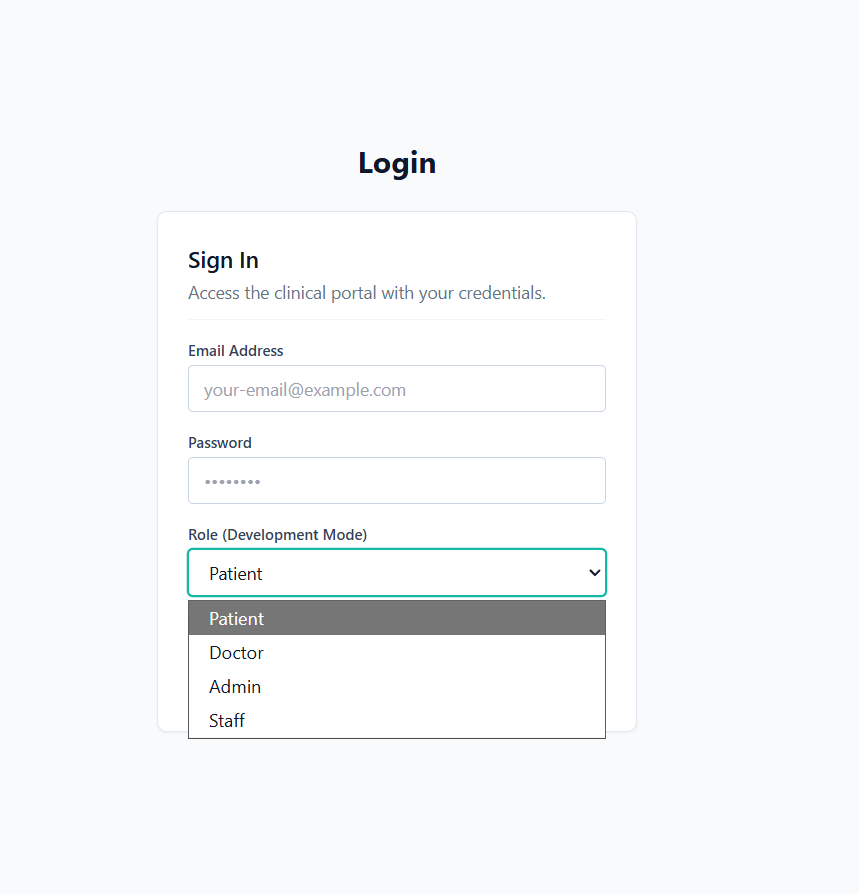 Login
Sign In
Access the clinical portal with your credentials.
Email Address
your-email@example.com
Password
••••••••
Role (Development Mode)
Patient
Patient
Doctor
Admin
Staff